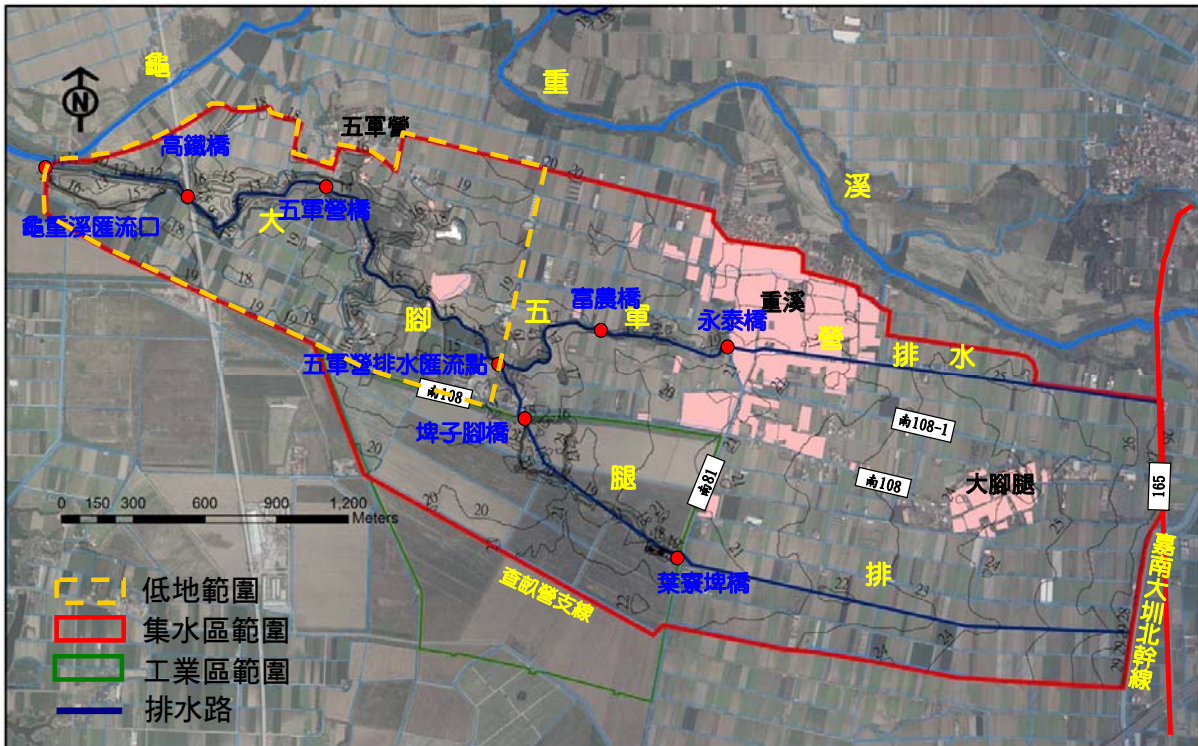 龜
重
溪
N
五軍營
高鐵橋
五軍營橋
龜重溪匯流口
大
腳
腿
排
五
軍
營
排
水
富農橋
永泰橋
重溪
五軍營排水匯流點
南108
埤子腳橋
南108-1
南81
南108
大腳腿
165
葉寮埤橋
查畝營支線
嘉南大圳北幹線
0 150 300 600 900 1,200
Meters
低地範圍
集水區範圍
工業區範圍
排水路